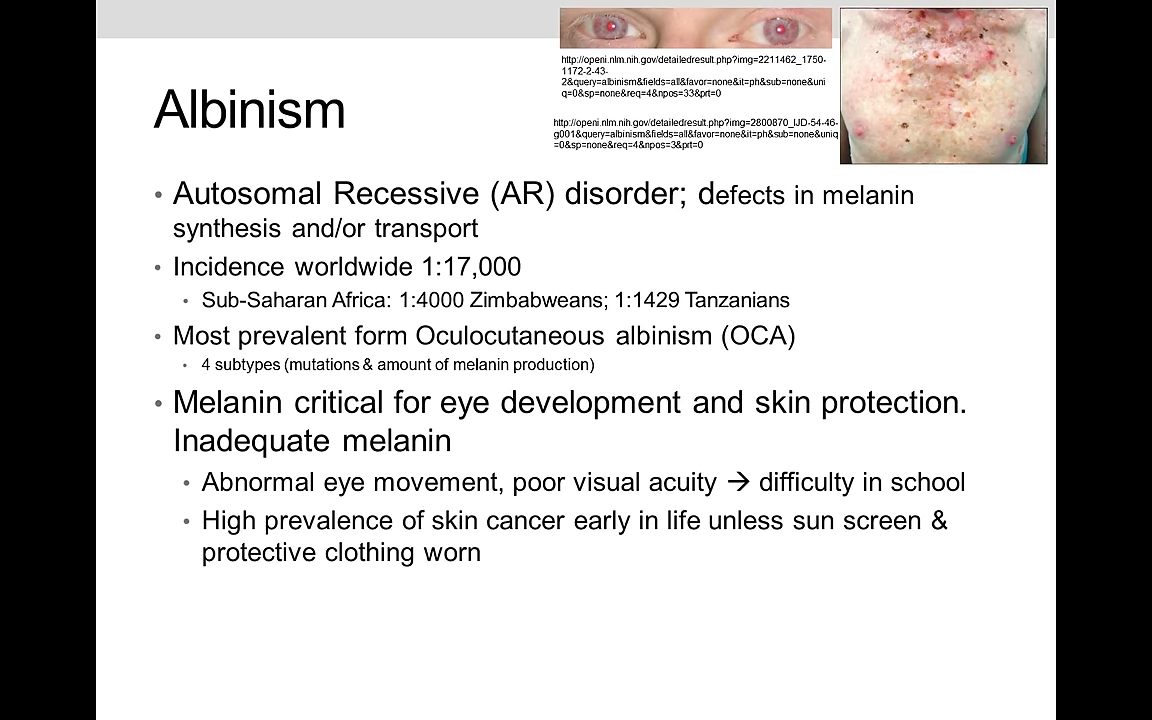 http://openi.nlm.nih.gov/detailedresult.php?img=2211462_1750-
1172-2-43-
2&query=albinism&fields=all&favor=none&it=ph&sub=none&uni
q=0&sp=none&req=4&npos=33&prt=0
http://openi.nlm.nih.gov/detailedresult.php?img=2800870_IJD-54-46-
g001&query=albinism&fields=all&favor=none&it=ph&sub=none&uniq
=0&sp=none&req=4&npos=3&prt=0
Albinism
• Autosomal Recessive (AR) disorder; defects in melanin
synthesis and/or transport
• Incidence worldwide 1:17,000
• Sub-Saharan Africa: 1:4000 Zimbabweans; 1:1429 Tanzanians
• Most prevalent form Oculocutaneous albinism (OCA)
• 4 subtypes (mutations & amount of melanin production)
• Melanin critical for eye development and skin protection.
Inadequate melanin
• Abnormal eye movement, poor visual acuity → difficulty in school
• High prevalence of skin cancer early in life unless sun screen &
protective clothing worn